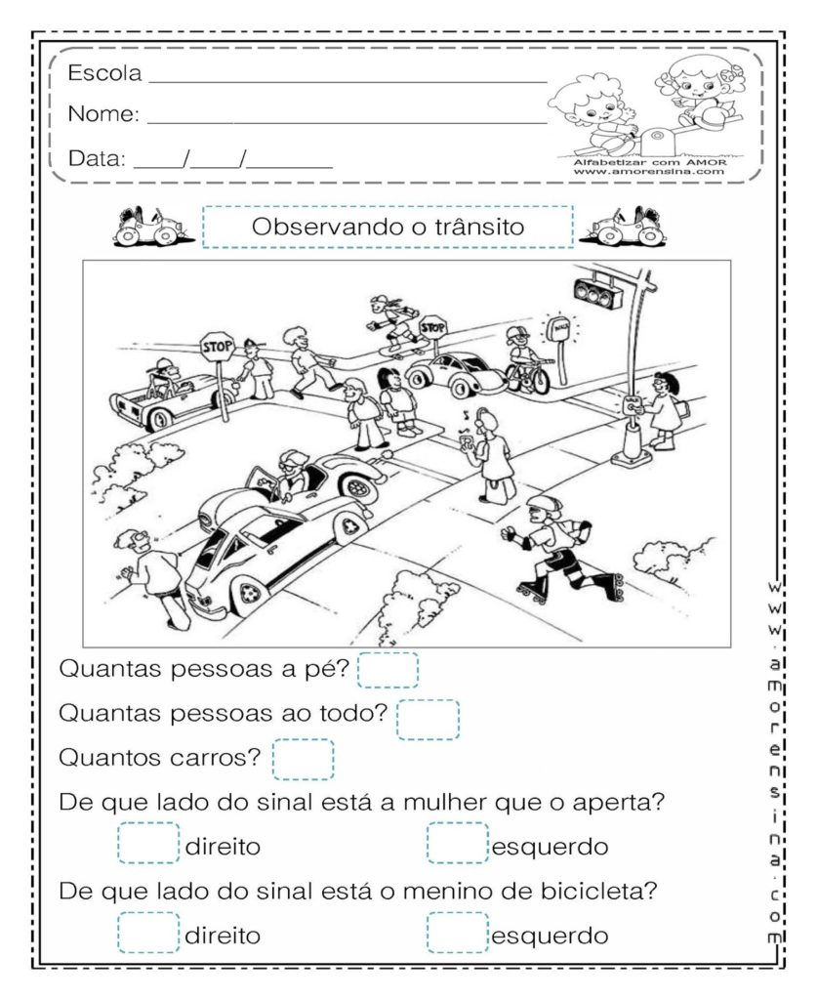 Escola ______________________________
Nome: ______________________________
Data: ____/____/_______
Alfabetizar com AMOR
www.amorensina.com
Observando o trânsito
STOP
STOP
Quantas pessoas a pé?
Quantas pessoas ao todo?
Quantos carros?
De que lado do sinal está a mulher que o aperta?
direito esquerdo
De que lado do sinal está o menino de bicicleta?
direito esquerdo
www.amorensina.com